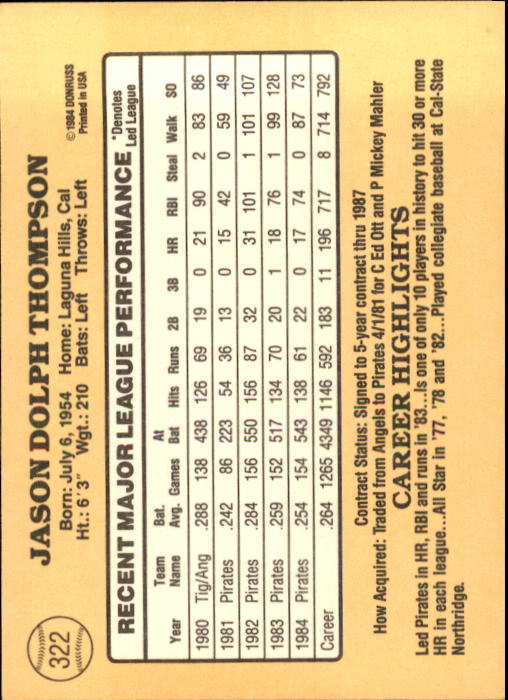 322
JASON DOLPH THOMPSON
©1984 DONRUSS
Printed in USA
Born: July 6, 1954 Home: Laguna Hills, Cal
Ht.: 6'3" Wgt.: 210 Bats: Left Throws: Left
RECENT MAJOR LEAGUE PERFORMANCE
*Denotes
Led League
Year Team Name Bat. Avg. Games At Bat Hits Runs 2B 3B HR RBI Steal Walk SO
1980 Tig/Ang .288 138 438 126 69 19 0 21 90 2 83 86
1981 Pirates .242 86 223 54 36 13 0 15 42 0 59 49
1982 Pirates .284 156 550 156 87 32 0 31 101 1 101 107
1983 Pirates .259 152 517 134 70 20 1 18 76 1 99 128
1984 Pirates .254 154 543 138 61 22 0 17 74 0 87 73
Career .264 1265 4349 1146 592 183 11 196 717 8 714 792
Contract Status: Signed to 5-year contract thru 1987
How Acquired: Traded from Angels to Pirates 4/1/81 for C Ed Ott and P Mickey Mahler
CAREER HIGHLIGHTS
Led Pirates in HR, RBI and runs in '83...Is one of only 10 players in history to hit 30 or more
HR in each league...All Star in '77, '78 and '82...Played collegiate baseball at Cal-State
Northridge.